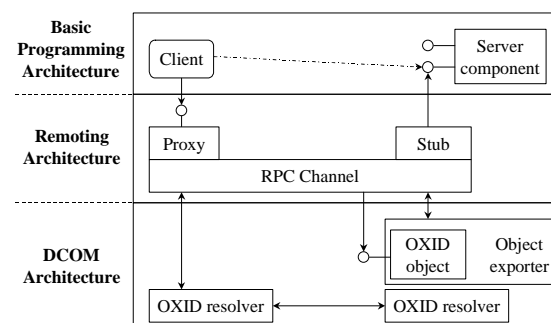 Basic
Programming
Architecture
Client
Server
component
Remoting
Architecture
Proxy
Stub
RPC Channel
DCOM
Architecture
OXID
object
Object
exporter
OXID resolver
OXID resolver